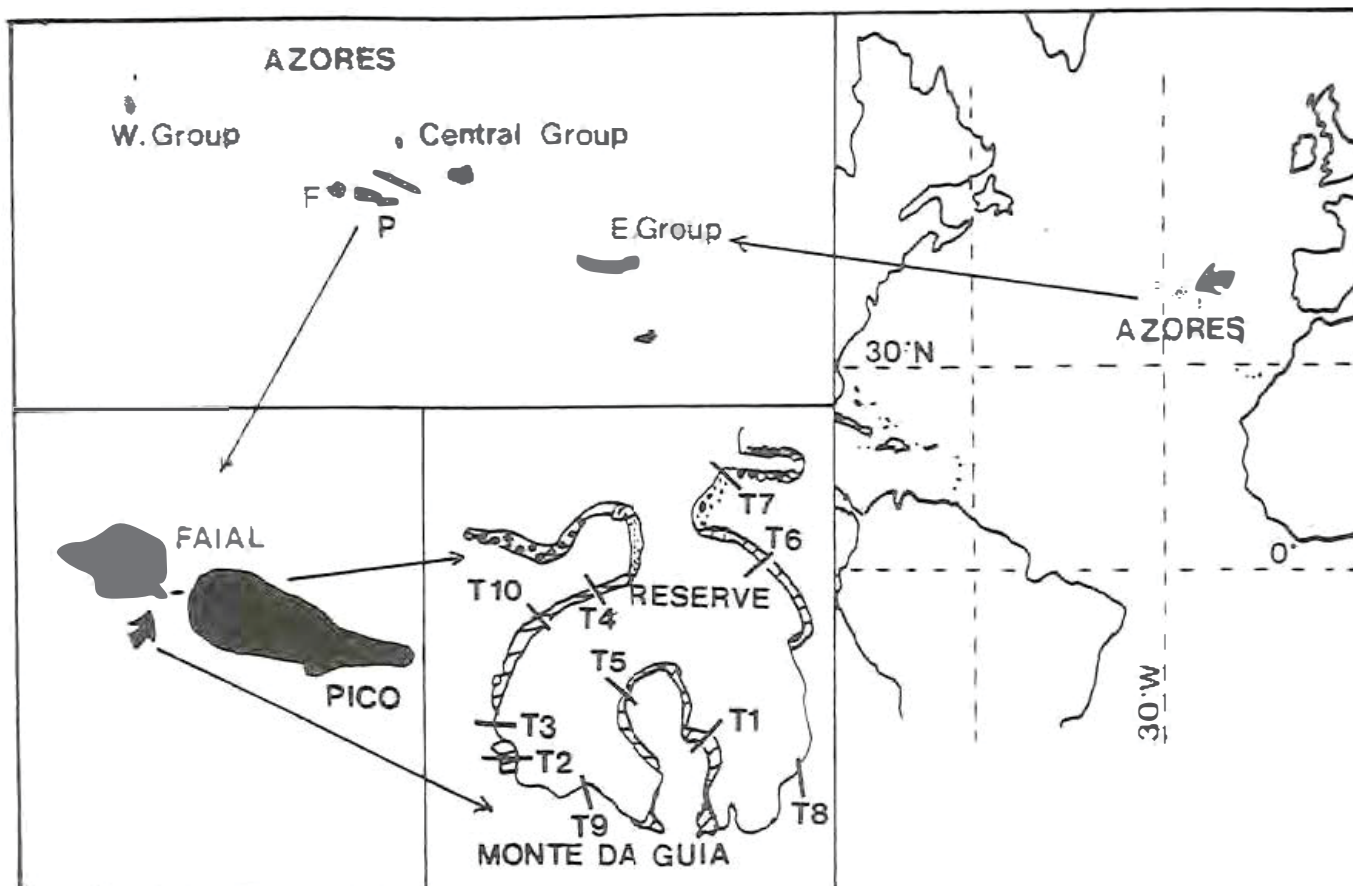 AZORES
W. Group
Central Group
F
P
E. Group
AZORES
30°N
0°
30°W
FAIAL
PICO
T7
T6
RESERVE
T10
T4
T5
T3
T1
T2
T9
T8
MONTE DA GUIA